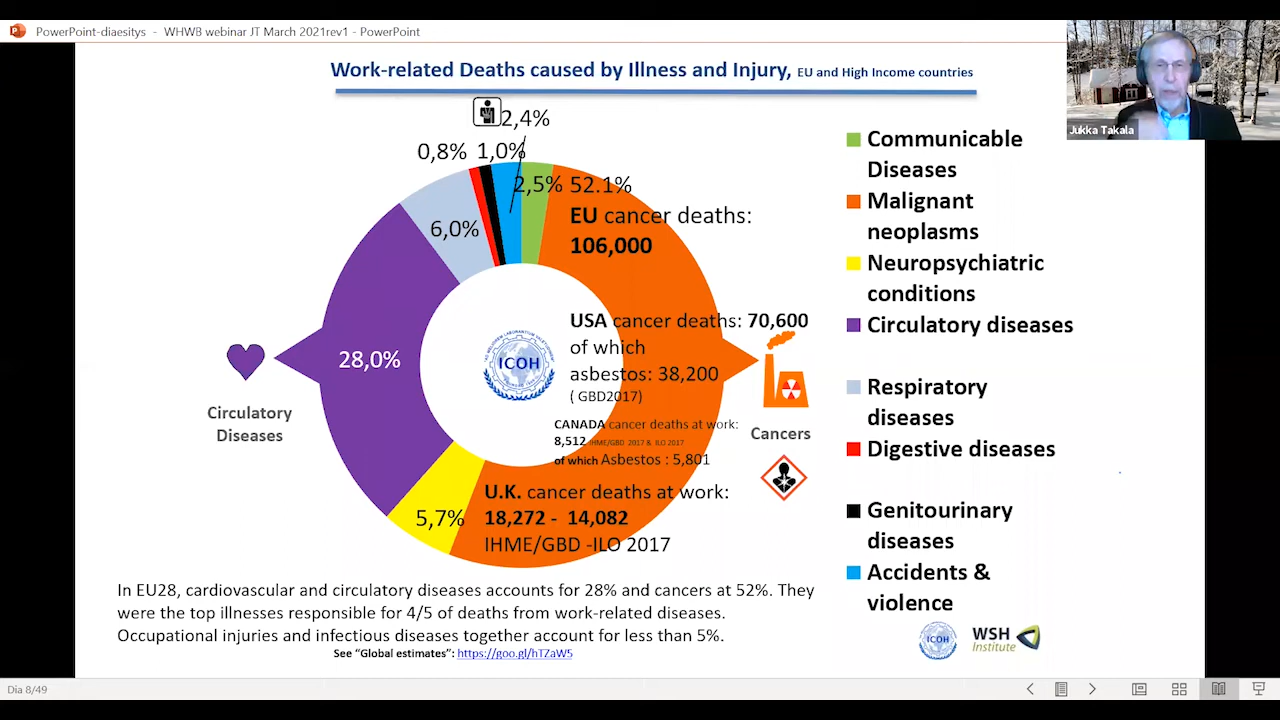 PowerPoint-diaesitys - WHWB webinar JT March 2021rev1 - PowerPoint
Jukka Takala
Work-related Deaths caused by Illness and Injury, EU and High Income countries
2,4%
0,8% 1,0%
2,5% 52.1%
6,0%
EU cancer deaths:
106,000
USA cancer deaths: 70,600
of which
asbestos: 38,200
( GBD2017)
CANADA cancer deaths at work:
8,512 IHME/GBD 2017 & ILO 2017
of which Asbestos : 5,801
U.K. cancer deaths at work:
18,272 - 14,082
IHME/GBD -ILO 2017
28,0%
5,7%
ICOH
Circulatory
Diseases
Cancers
Communicable
Diseases
Malignant
neoplasms
Neuropsychiatric
conditions
Circulatory diseases
Respiratory
diseases
Digestive diseases
Genitourinary
diseases
Accidents &
violence
In EU28, cardiovascular and circulatory diseases accounts for 28% and cancers at 52%. They
were the top illnesses responsible for 4/5 of deaths from work-related diseases.
Occupational injuries and infectious diseases together account for less than 5%.
See “Global estimates”: https://goo.gl/hTZaW5
ICOH
WSH
Institute
Dia 8/49